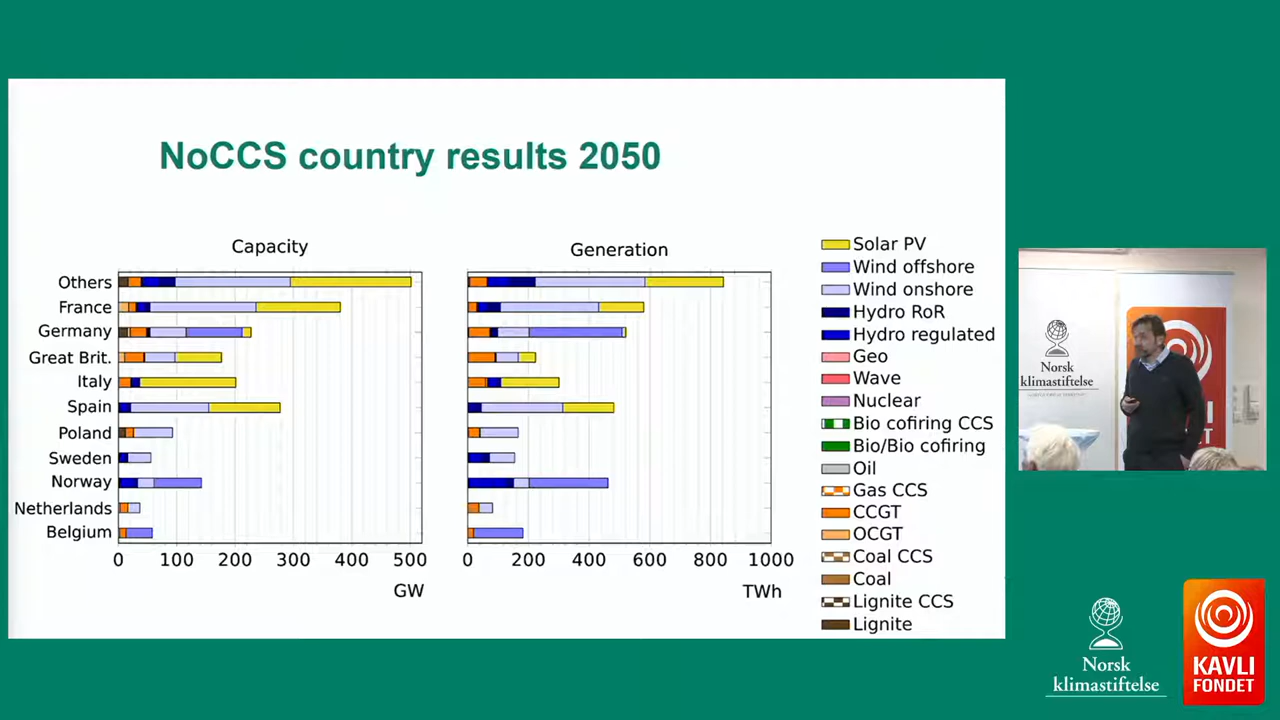 NoCCS country results 2050
Capacity
Others
France
Germany
Great Brit.
Italy
Spain
Poland
Sweden
Norway
Netherlands
Belgium
0 100 200 300 400 500
GW
Generation
0 200 400 600 800 1000
TWh
Solar PV
Wind offshore
Wind onshore
Hydro RoR
Hydro regulated
Geo
Wave
Nuclear
Bio cofiring CCS
Bio/Bio cofiring
Oil
Gas CCS
CCGT
OCGT
Coal CCS
Coal
Lignite CCS
Lignite
Norsk
klimastiftelse
Norsk
klimastiftelse
KAVLI
FONDET